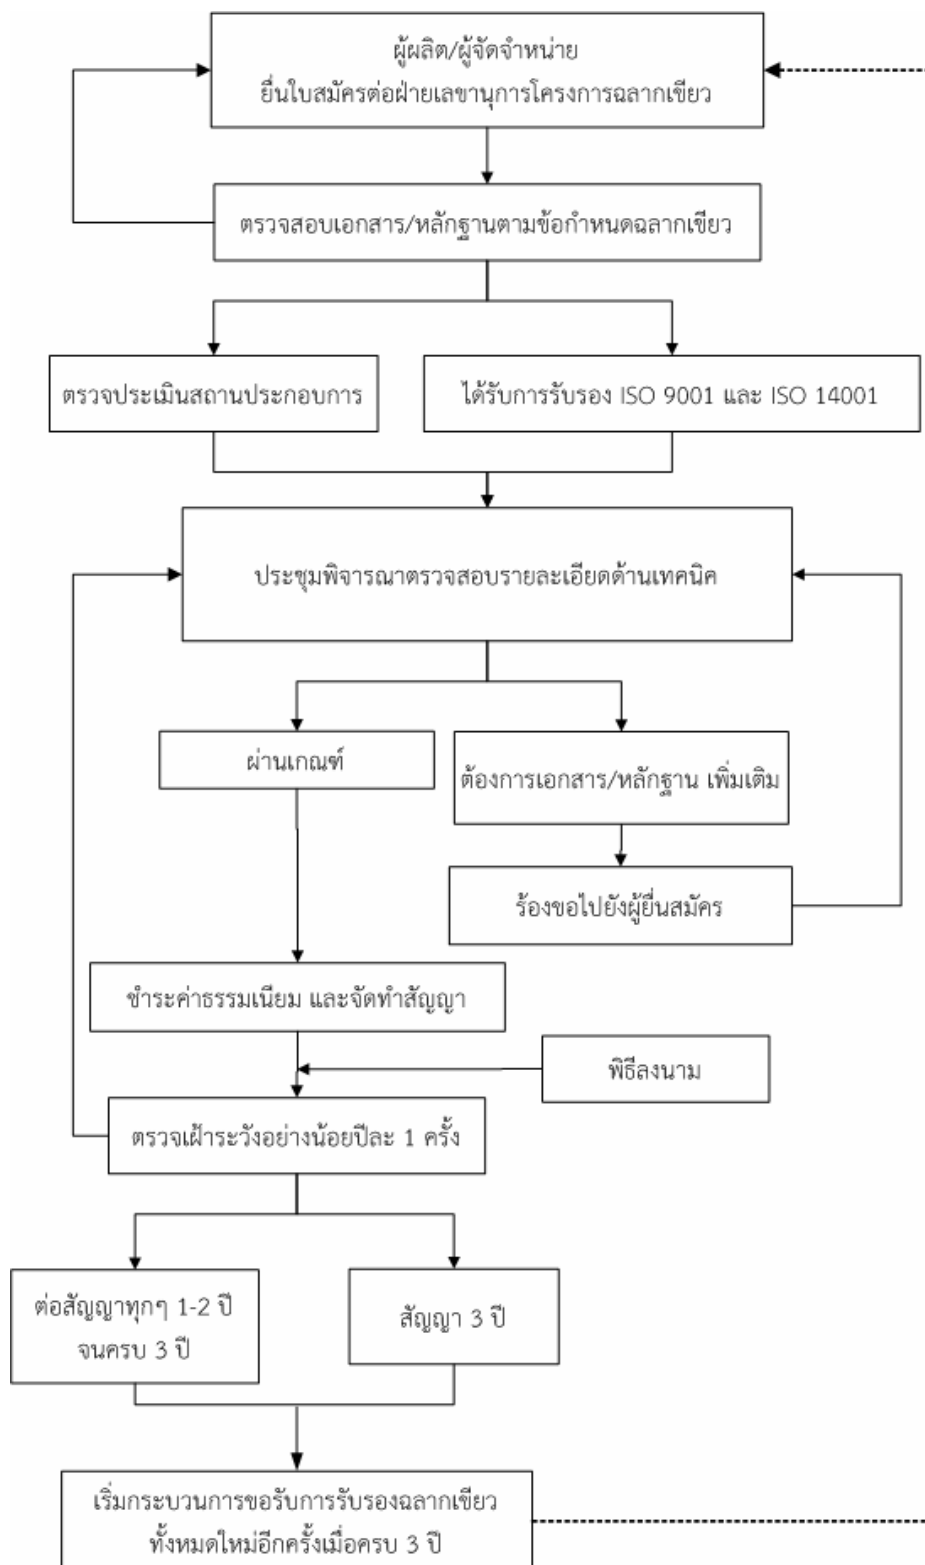 ผู้ผลิต/ผู้จัดจำหน่าย
ยื่นใบสมัครต่อฝ่ายเลขานุการโครงการฉลากเขียว
ตรวจสอบเอกสาร/หลักฐานตามข้อกำหนดฉลากเขียว
ตรวจประเมินสถานประกอบการ
ได้รับการรับรอง ISO 9001 และ ISO 14001
ประชุมพิจารณาตรวจสอบรายละเอียดด้านเทคนิค
ผ่านเกณฑ์
ต้องการเอกสาร/หลักฐาน เพิ่มเติม
ร้องขอไปยังผู้ยื่นสมัคร
ชำระค่าธรรมเนียม และจัดทำสัญญา
พิธีลงนาม
ตรวจเฝ้าระวังอย่างน้อยปีละ 1 ครั้ง
ต่อสัญญาทุกๆ 1-2 ปี
จนครบ 3 ปี
สัญญา 3 ปี
เริ่มกระบวนการขอรับการรับรองฉลากเขียว
ทั้งหมดใหม่อีกครั้งเมื่อครบ 3 ปี